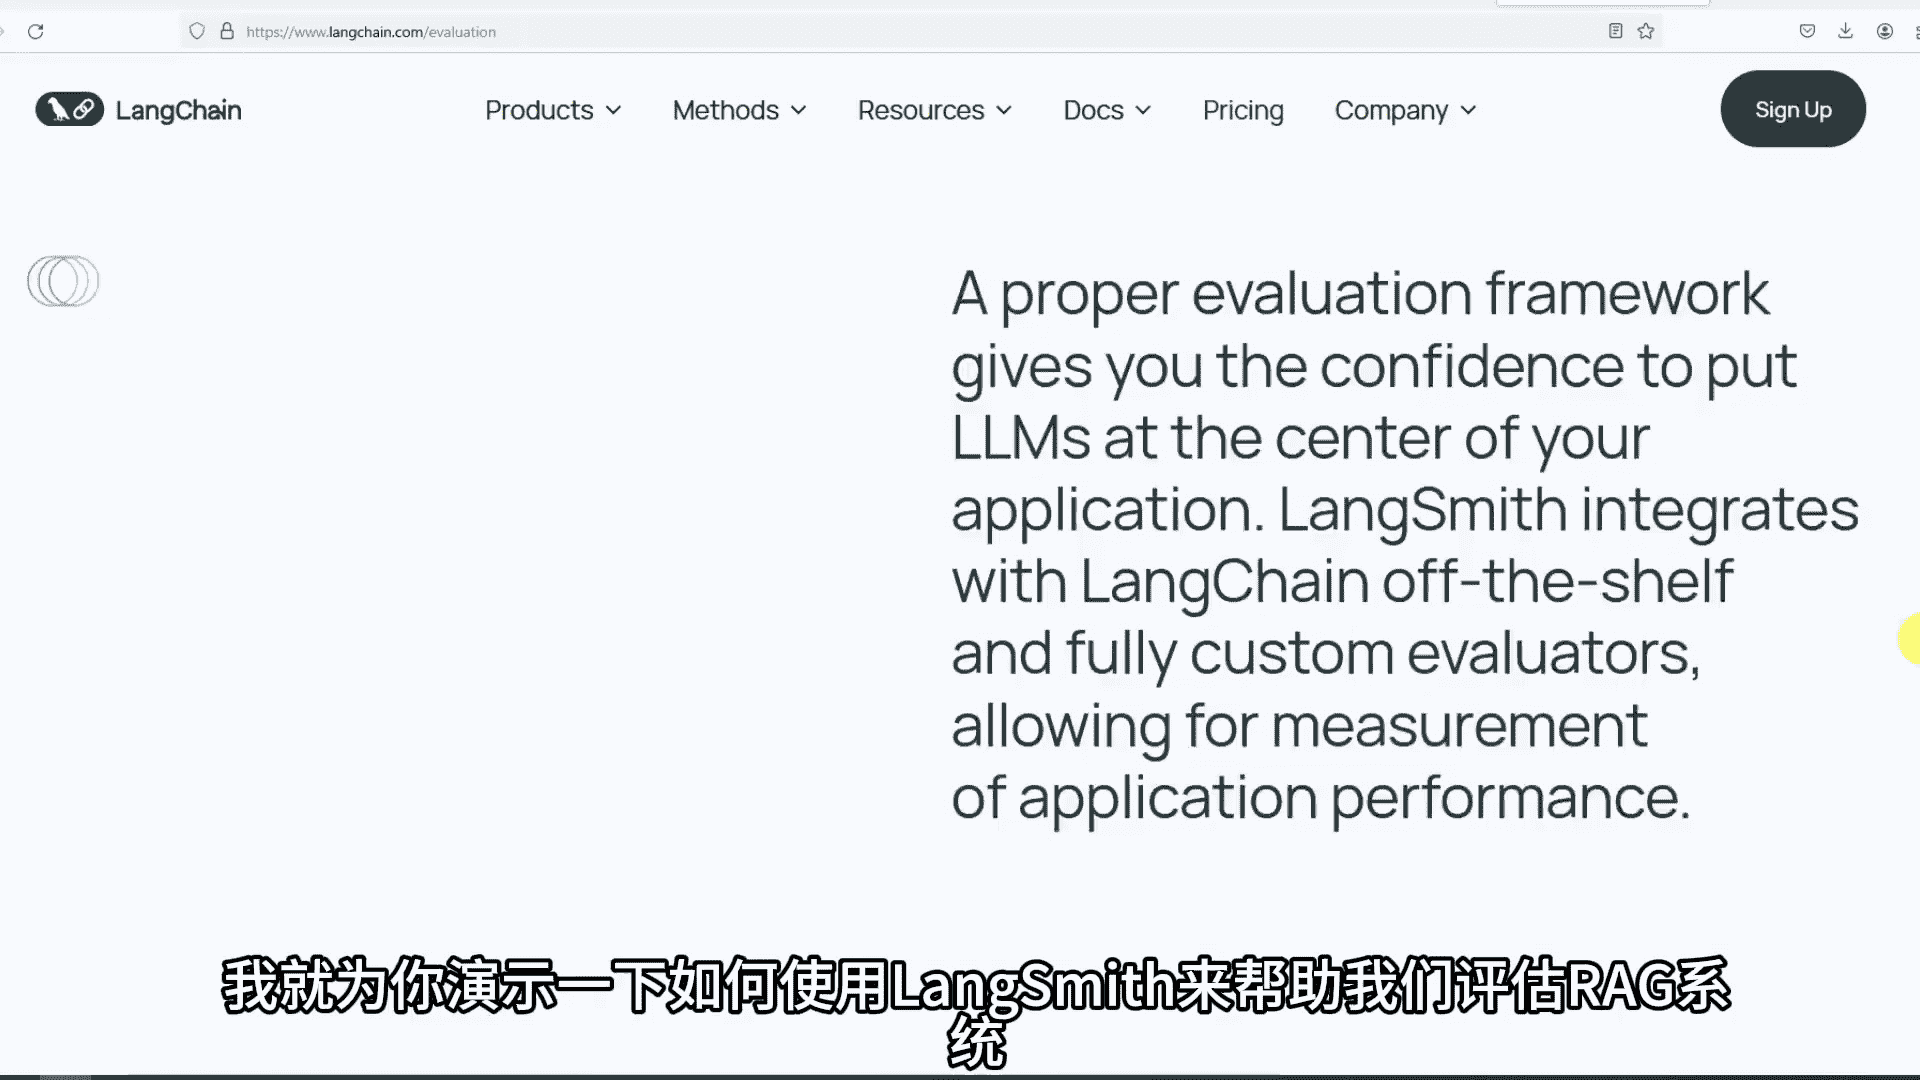 https://www.langchain.com/evaluation
LangChain
Products
Methods
Resources
Docs
Pricing
Company
Sign Up
A proper evaluation framework
gives you the confidence to put
LLMs at the center of your
application. LangSmith integrates
with LangChain off-the-shelf
and fully custom evaluators,
allowing for measurement
of application performance.
我就为你演示一下如何使用LangSmith来帮助我们评估RAG系
统